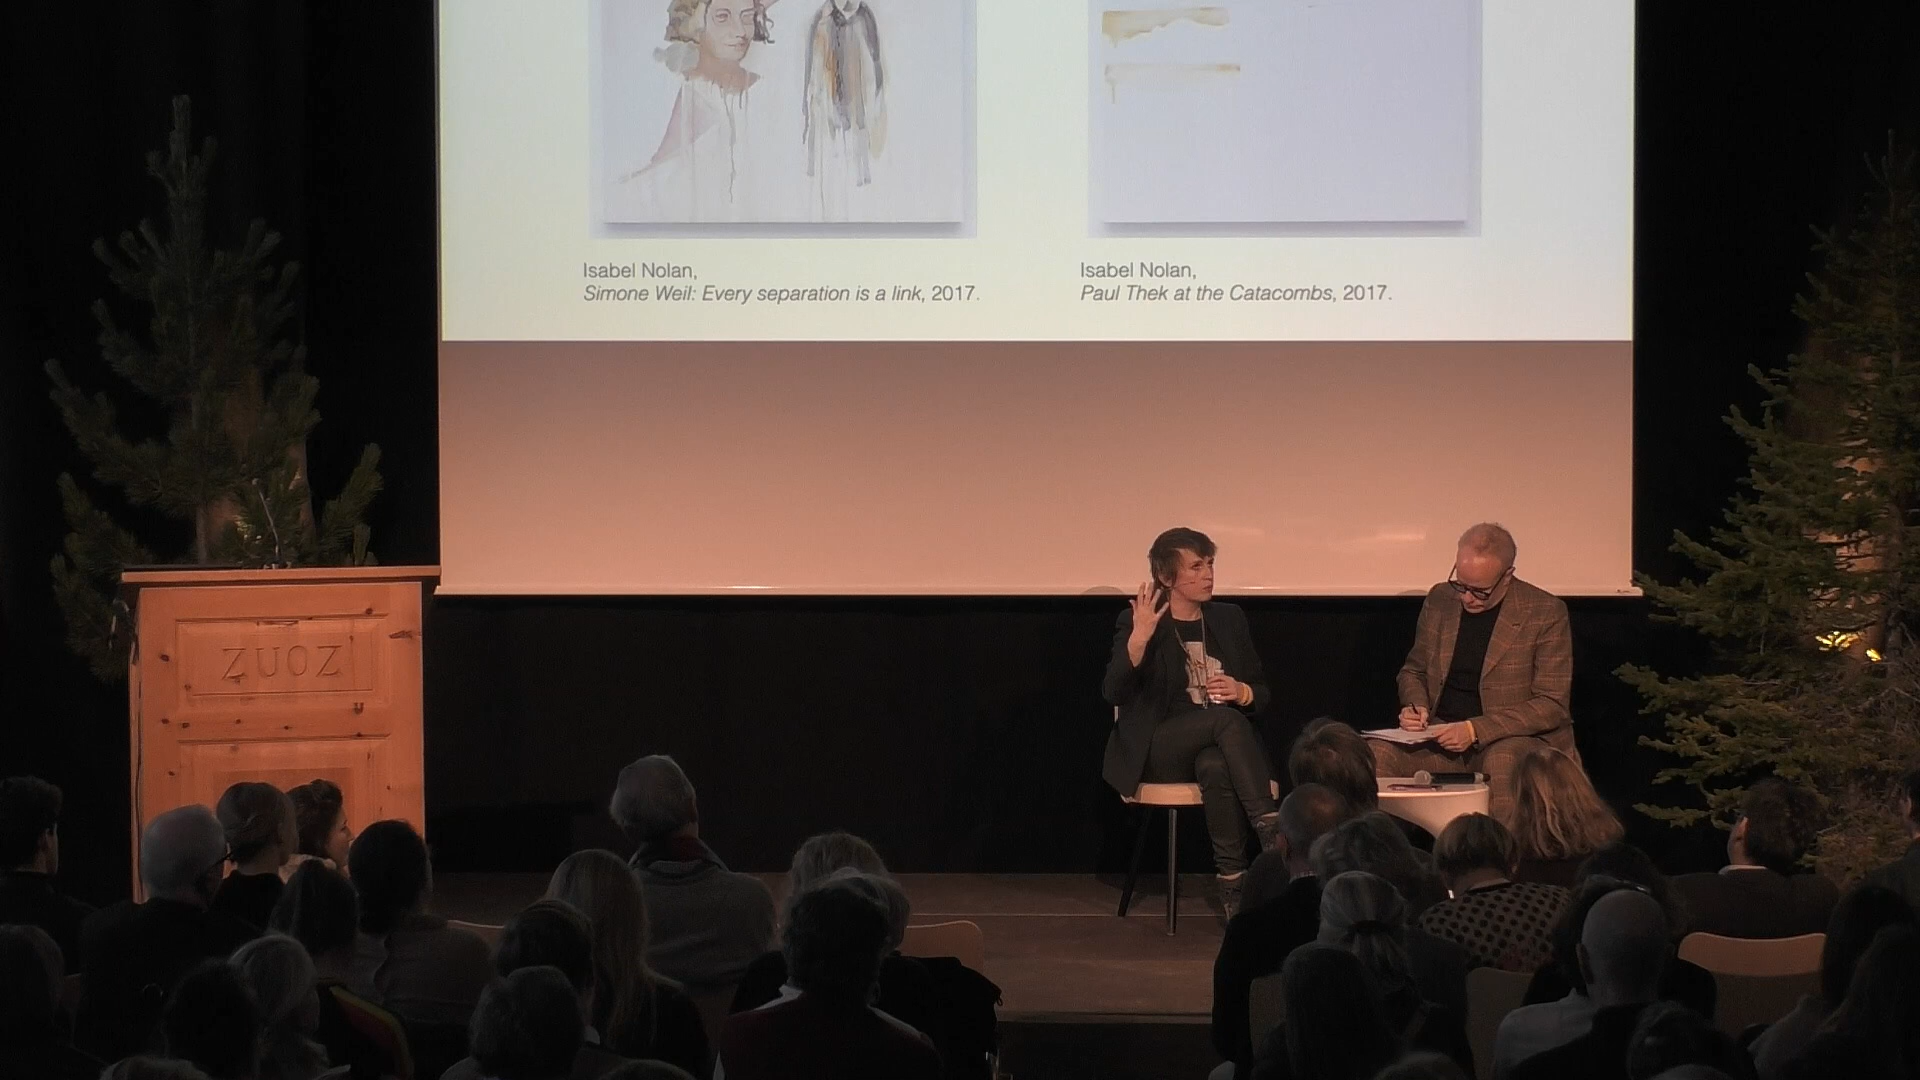 Isabel Nolan,
Simone Weil: Every separation is a link, 2017.
Isabel Nolan,
Paul Thek at the Catacombs, 2017.
ZUOZ